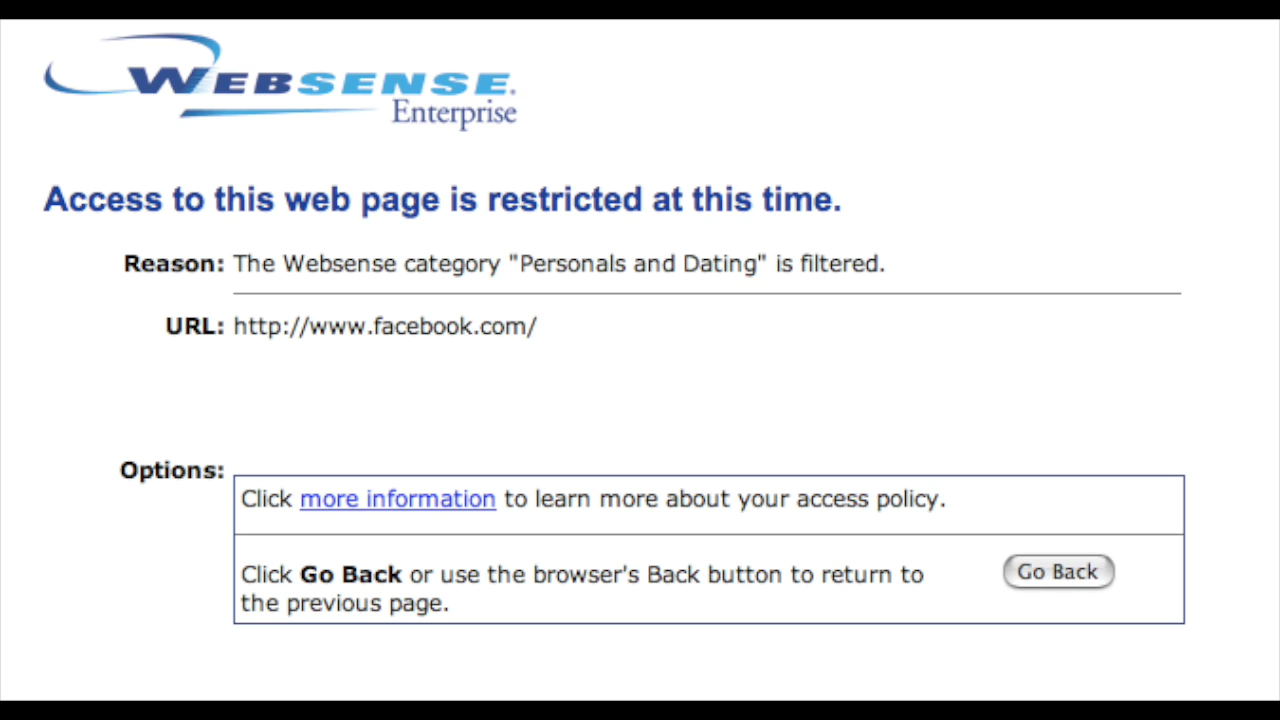 WEBSENSE.
Enterprise
Access to this web page is restricted at this time.
Reason: The Websense category "Personals and Dating" is filtered.
URL: http://www.facebook.com/
Options:
Click more information to learn more about your access policy.
Click Go Back or use the browser's Back button to return to
the previous page.
Go Back